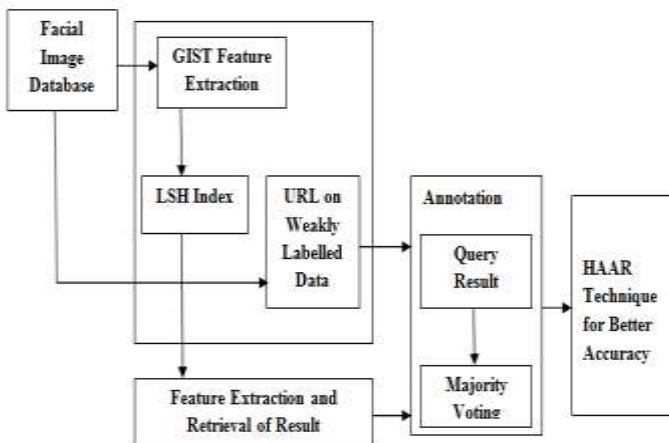 Facial
Image
Database
GIST Feature
Extraction
LSH Index
URL on
Weakly
Labelled
Data
Annotation
Query
Result
Majority
Voting
HAAR
Technique
for Better
Accuracy
Feature Extraction and
Retrieval of Result